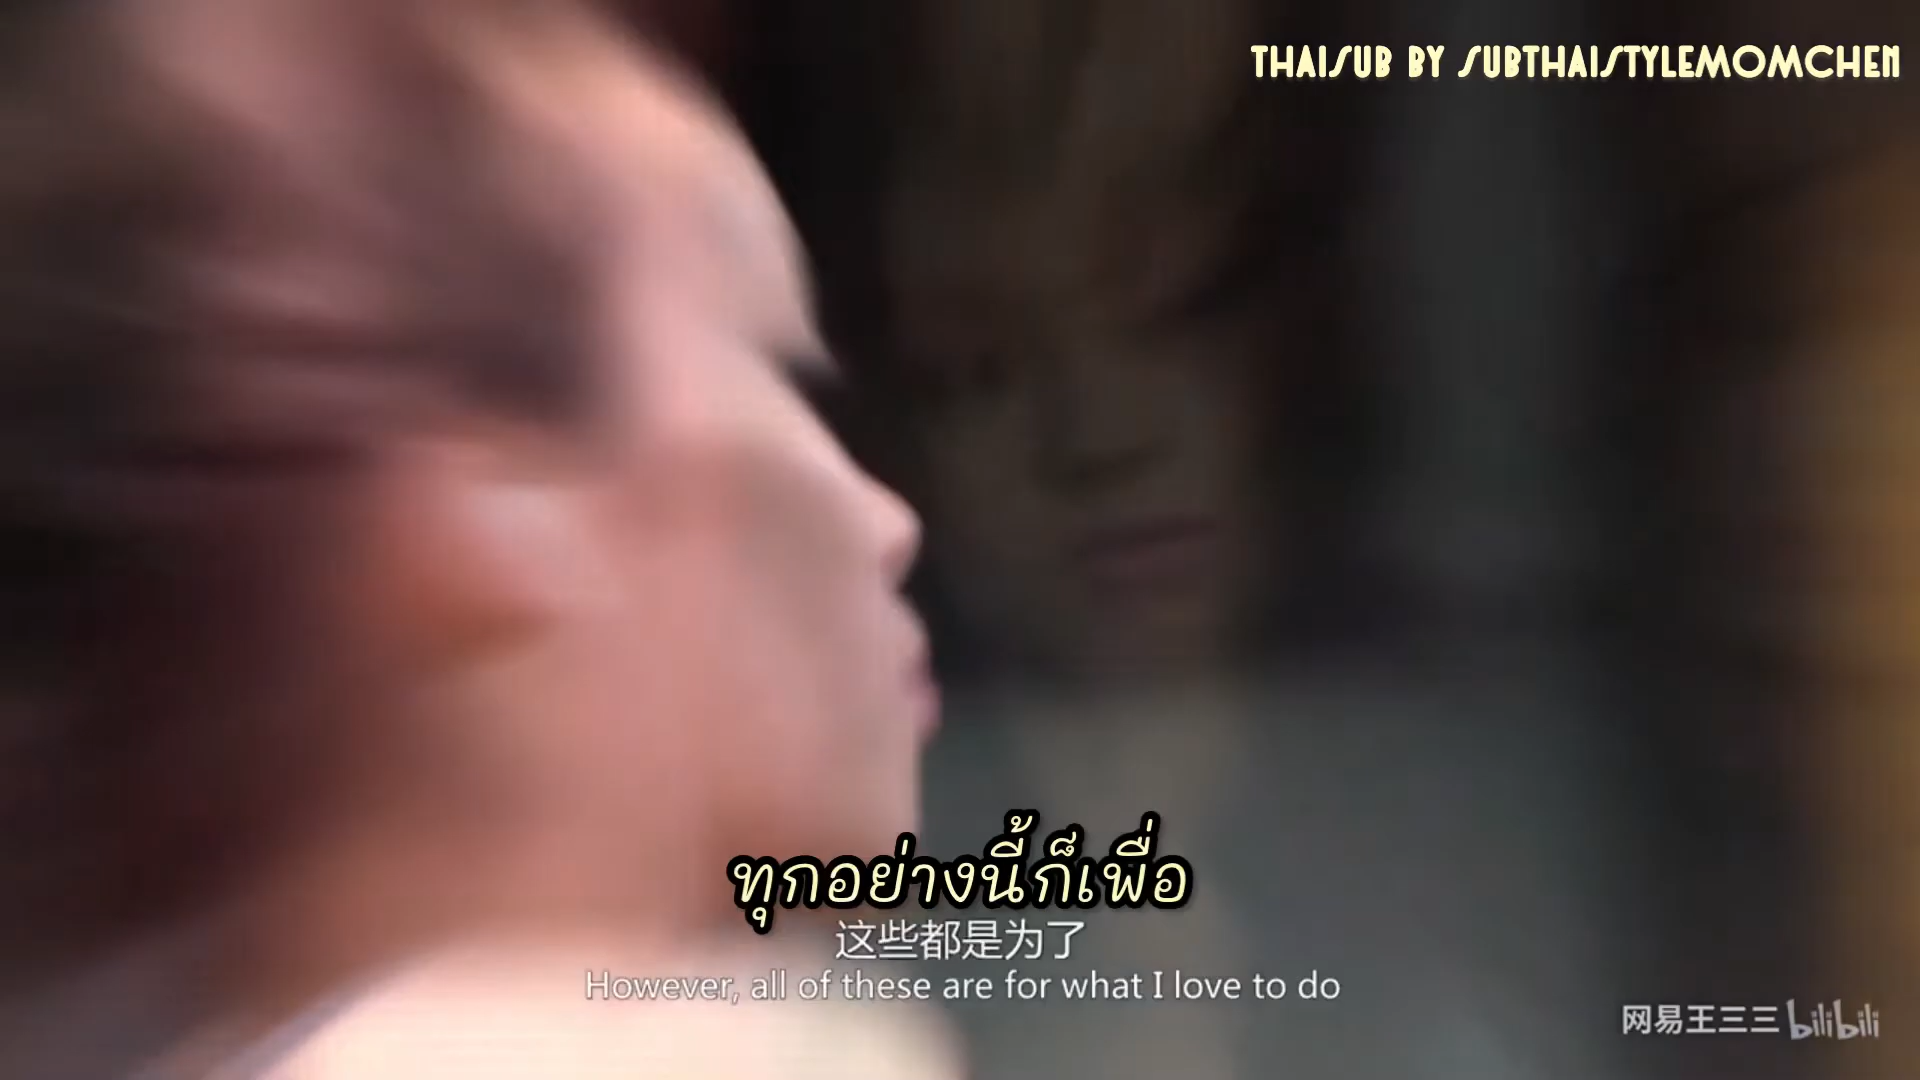 THAISUB BY SUBTHAISTYLEMOMCHEN
ทุกอย่างนี้ก็เพื่อ
这些都是为了
However, all of these are for what I love to do
网易王三三 bilibili